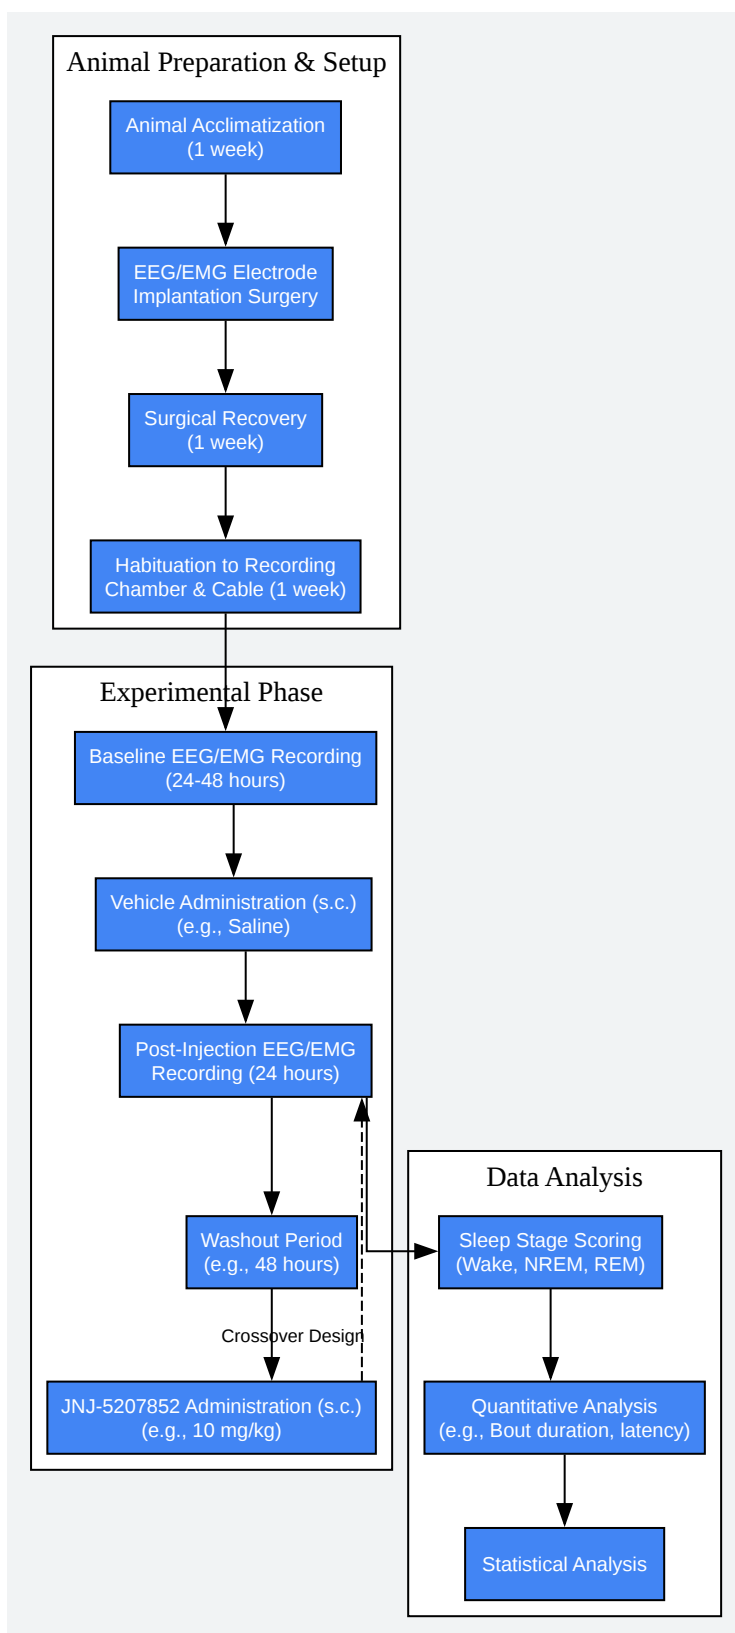 Animal Preparation & Setup
Animal Acclimatization
(1 week)
EEG/EMG Electrode
Implantation Surgery
Surgical Recovery
(1 week)
Habituation to Recording
Chamber & Cable (1 week)
Experimental Phase
Baseline EEG/EMG Recording
(24-48 hours)
Vehicle Administration (s.c.)
(e.g., Saline)
Post-Injection EEG/EMG
Recording (24 hours)
Washout Period
(e.g., 48 hours)
Crossover Design
JNJ-5207852 Administration (s.c.)
(e.g., 10 mg/kg)
Data Analysis
Sleep Stage Scoring
(Wake, NREM, REM)
Quantitative Analysis
(e.g., Bout duration, latency)
Statistical Analysis